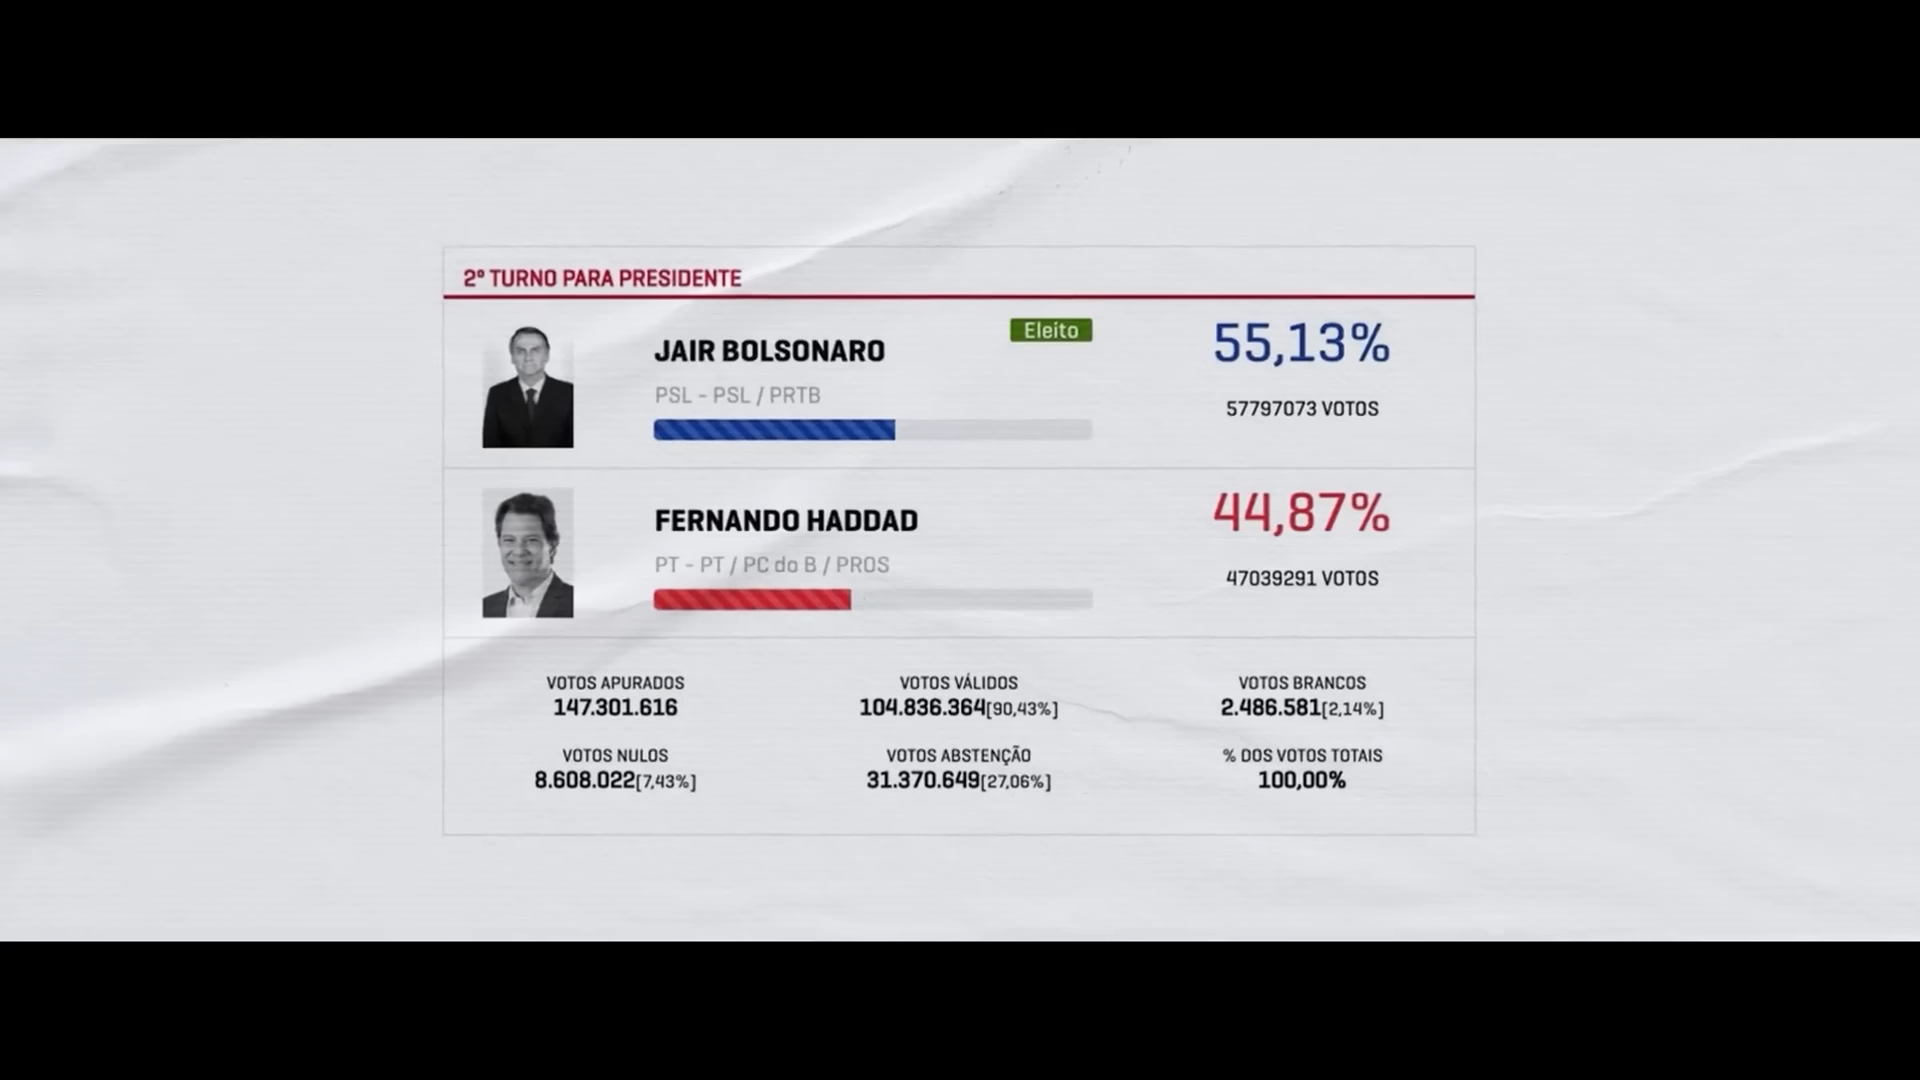 2º TURNO PARA PRESIDENTE
JAIR BOLSONARO
Eleito
55,13%
PSL - PSL / PRTB
57797073 VOTOS
FERNANDO HADDAD
44,87%
PT - PT / PC do B / PROS
47039291 VOTOS
VOTOS APURADOS
147.301.616
VOTOS VÁLIDOS
104.836.364[90,43%]
VOTOS BRANCOS
2.486.581[2,14%]
VOTOS NULOS
8.608.022[7,43%]
VOTOS ABSTENÇÃO
31.370.649[27,06%]
% DOS VOTOS TOTAIS
100,00%